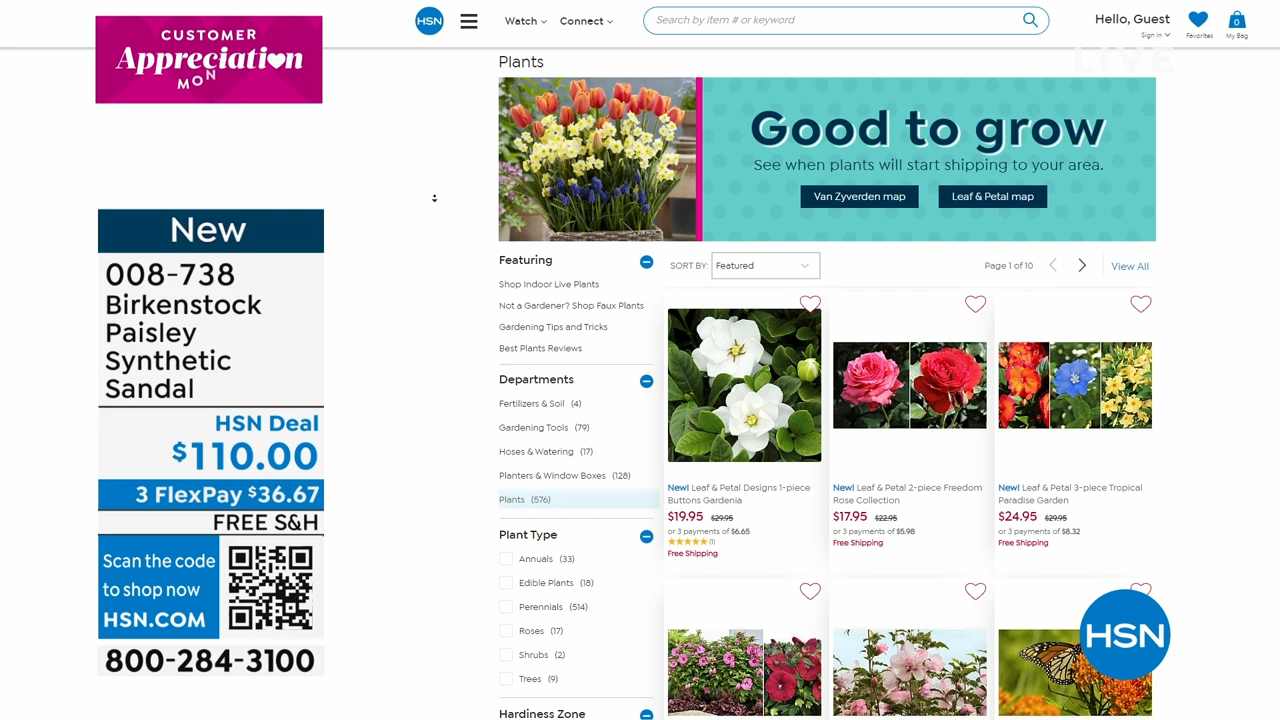 CUSTOMER
Appreciation
MON
HSN
Watch
Connect
Search by item # or keyword
Hello, Guest
Sign in
Favorites
0
My Bag
LIVE
Plants
Good to grow
See when plants will start shipping to your area.
Van Zyverden map
Leaf & Petal map
New
008-738
Birkenstock
Paisley
Synthetic
Sandal
HSN Deal
$110.00
3 FlexPay $36.67
FREE S&H
Scan the code
to shop now
HSN.COM
800-284-3100
Featuring
Shop Indoor Live Plants
Not a Gardener? Shop Faux Plants
Gardening Tips and Tricks
Best Plants Reviews
Departments
Fertilizers & Soil (4)
Gardening Tools (79)
Hoses & Watering (17)
Planters & Window Boxes (128)
Plants (576)
Plant Type
Annuals (33)
Edible Plants (18)
Perennials (514)
Roses (17)
Shrubs (2)
Trees (9)
Hardiness Zone
SORT BY: Featured
Page 1 of 10
View All
New! Leaf & Petal Designs 1-piece
Buttons Gardenia
$19.95 $29.95
or 3 payments of $6.65
(1)
Free Shipping
New! Leaf & Petal 2-piece Freedom
Rose Collection
$17.95 $22.95
or 3 payments of $5.98
Free Shipping
New! Leaf & Petal 3-piece Tropical
Paradise Garden
$24.95 $29.95
or 3 payments of $8.32
Free Shipping
HSN